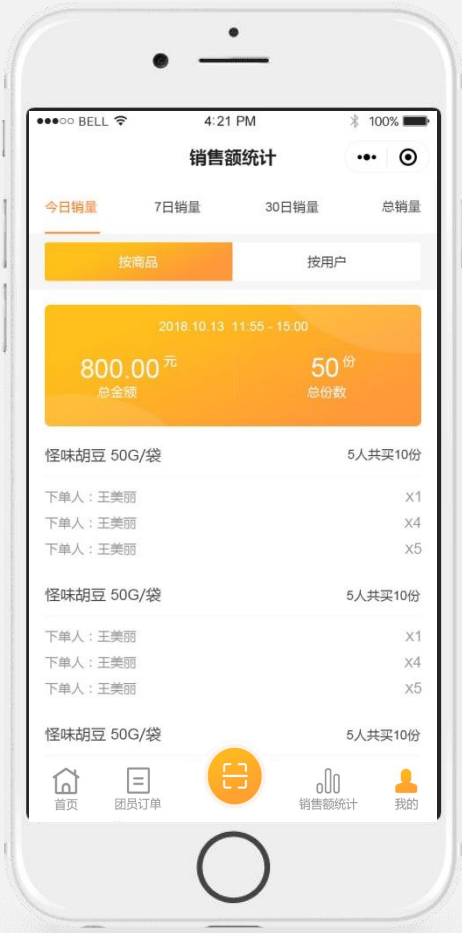 BELL 4:21 PM 100%
销售额统计
今日销量 7日销量 30日销量 总销量
按商品 按用户
2018.10.13 11:55 - 15:00
800.00元 50份
总金额 总份数
怪味胡豆 50G/袋 5人共买10份
下单人：王美丽 X1
下单人：王美丽 X4
下单人：王美丽 X5
怪味胡豆 50G/袋 5人共买10份
下单人：王美丽 X1
下单人：王美丽 X4
下单人：王美丽 X5
怪味胡豆 50G/袋 5人共买10份
首页 团员订单 销售额统计 我的